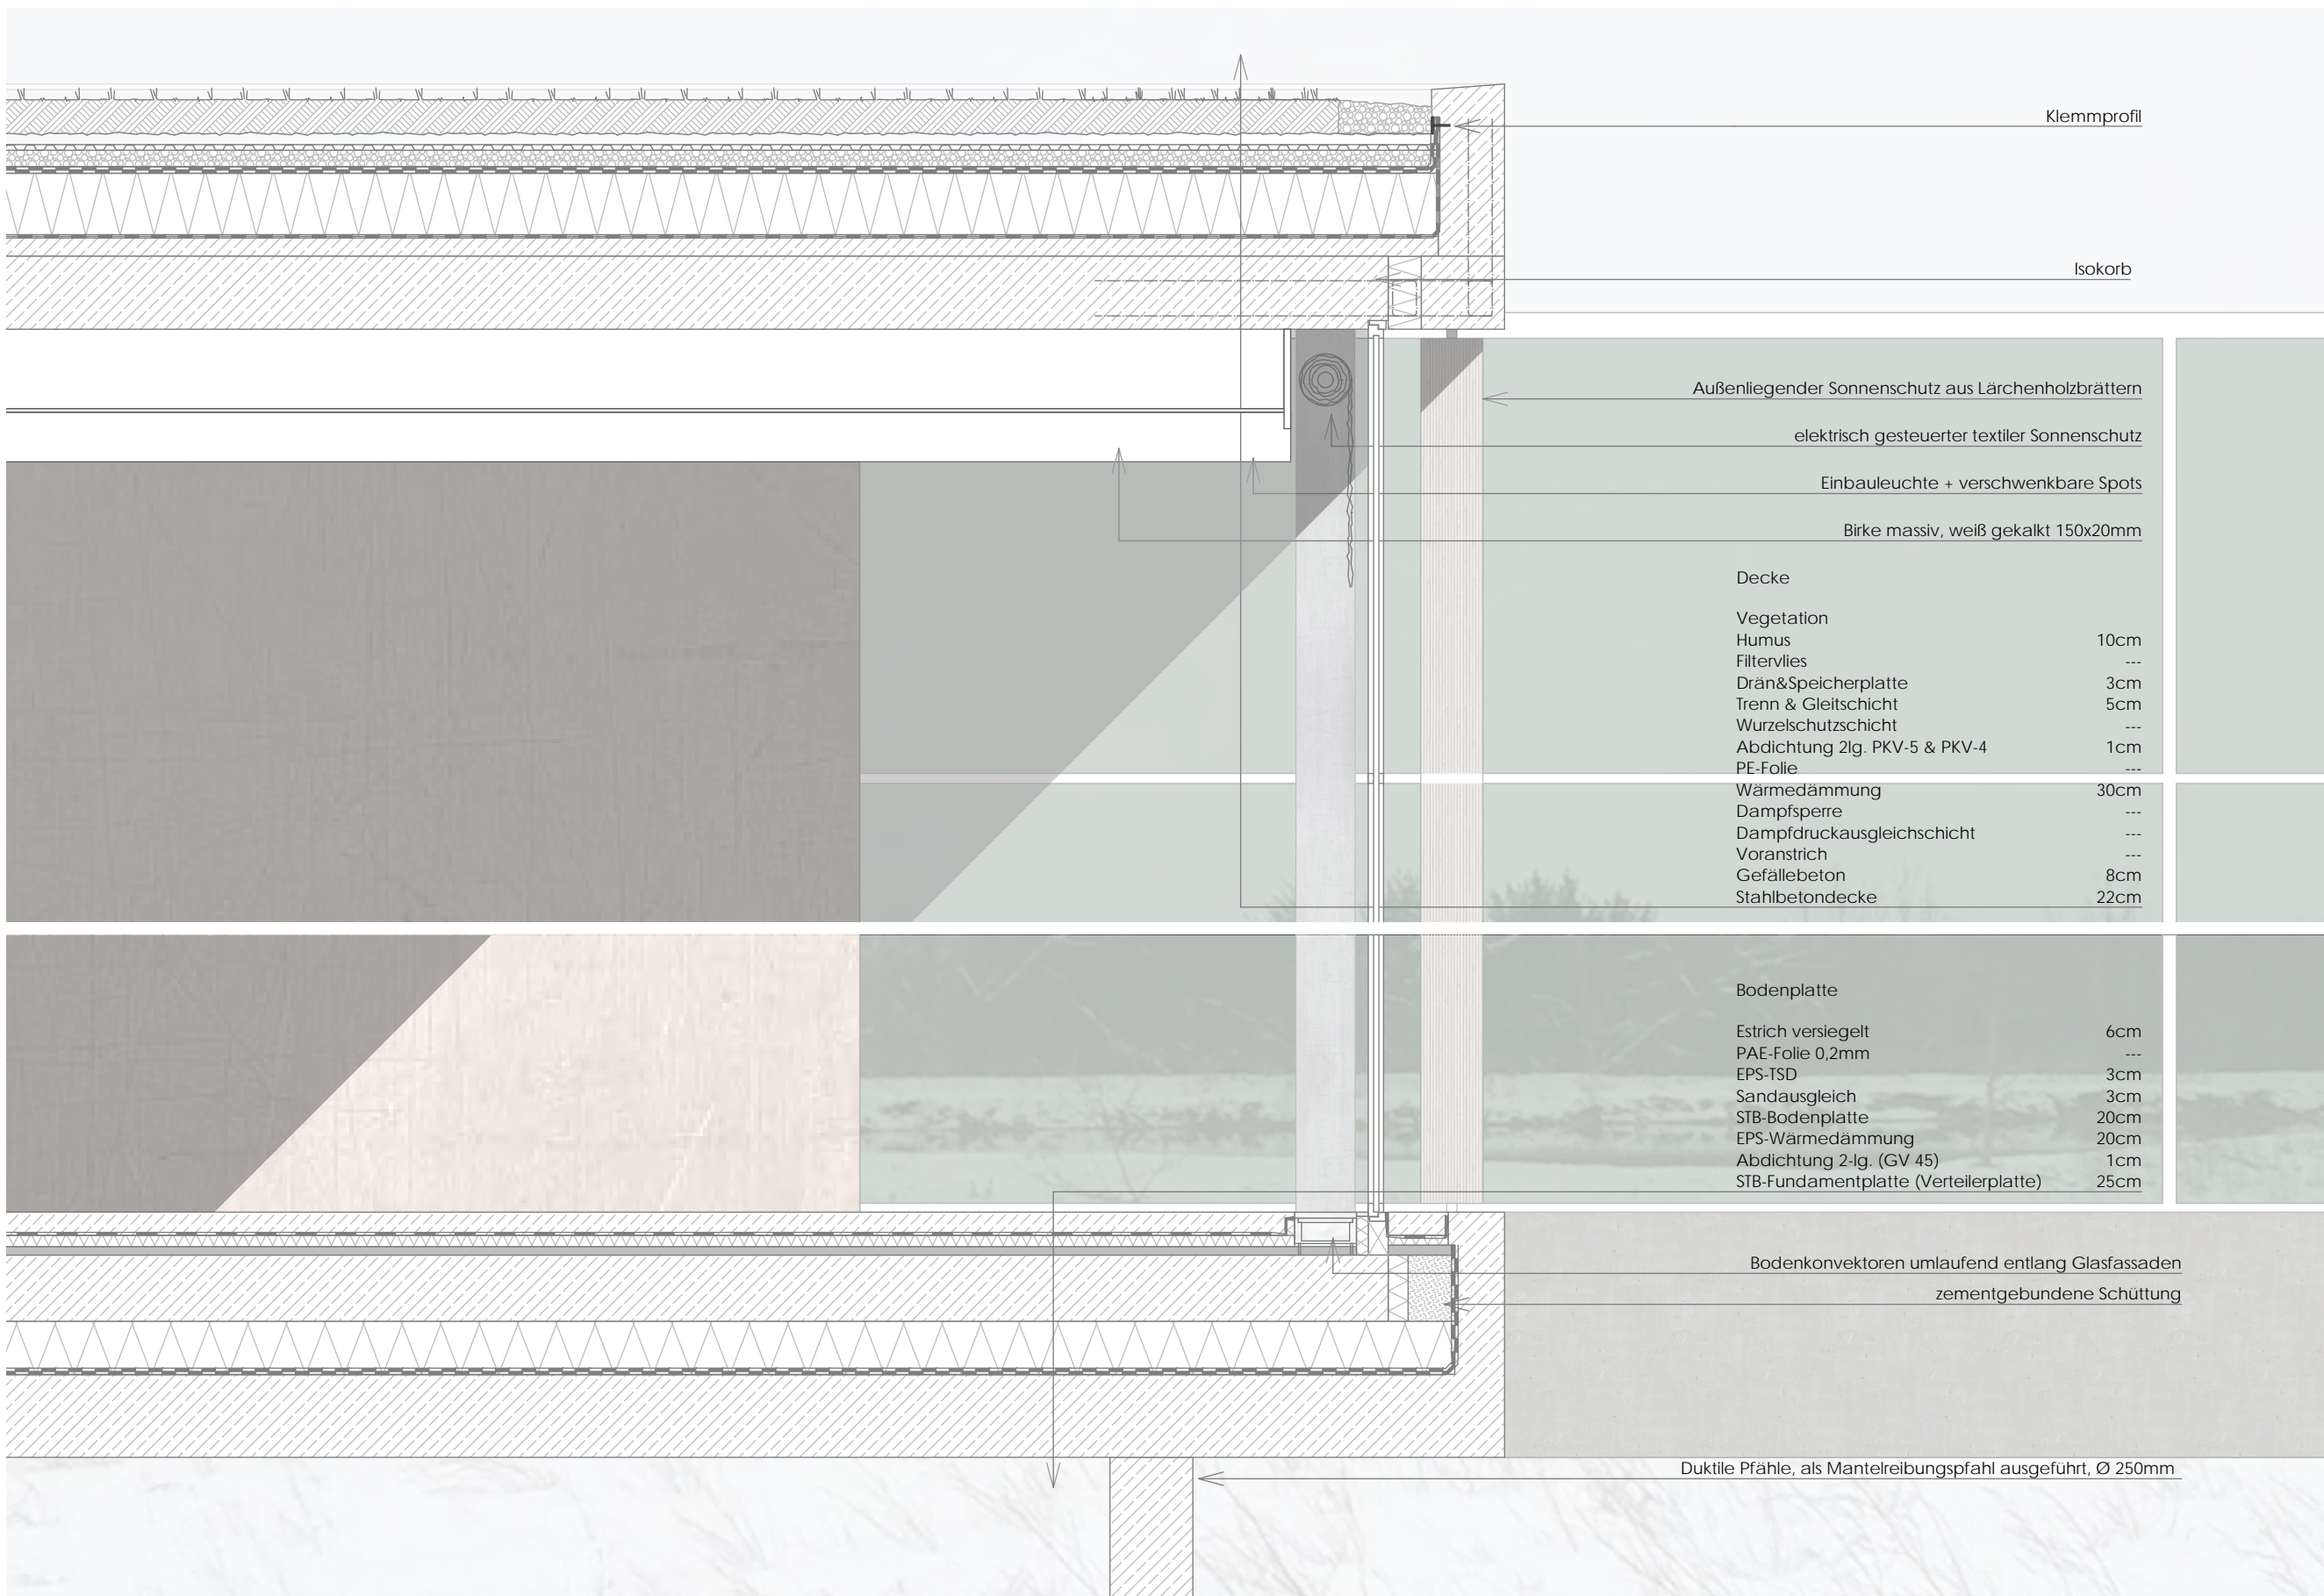 Klemmprofil
Isokorb
Außenliegender Sonnenschutz aus Lärchenholzbrättern
elektrisch gesteuerter textiler Sonnenschutz
Einbauleuchte + verschwenkbare Spots
Birke massiv, weiß gekalkt 150x20mm
Decke
Vegetation
Humus 10cm
Filtervlies ---
Drän&Speicherplatte 3cm
Trenn & Gleitschicht 5cm
Wurzelschutzschicht ---
Abdichtung 2lg. PKV-5 & PKV-4 1cm
PE-Folie ---
Wärmedämmung 30cm
Dampfsperre ---
Dampfdruckausgleichschicht ---
Voranstrich ---
Gefällebeton 8cm
Stahlbetondecke 22cm
Bodenplatte
Estrich versiegelt 6cm
PAE-Folie 0,2mm ---
EPS-TSD 3cm
Sandausgleich 3cm
STB-Bodenplatte 20cm
EPS-Wärmedämmung 20cm
Abdichtung 2-lg. (GV 45) 1cm
STB-Fundamentplatte (Verteilerplatte) 25cm
Bodenkonvektoren umlaufend entlang Glasfassaden
zementgebundene Schüttung
Duktile Pfähle, als Mantelreibungspfahl ausgeführt, Ø 250mm